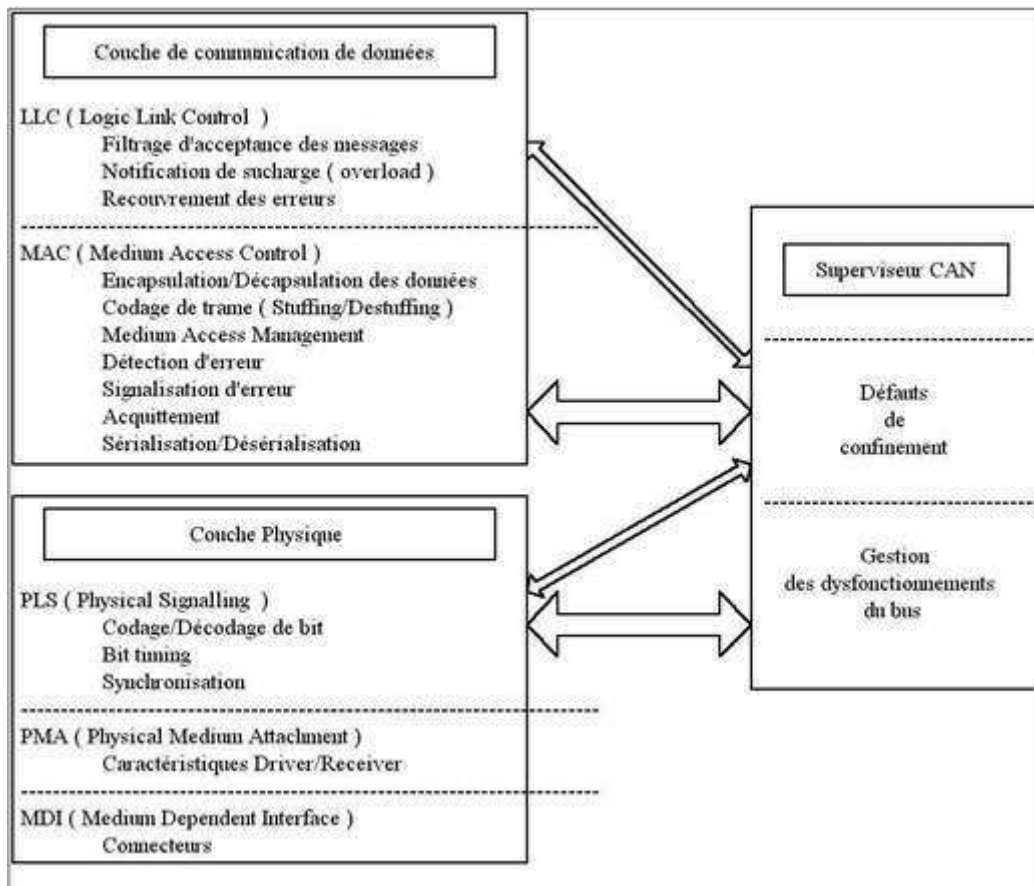 Couche de communication de données
LLC ( Logic Link Control )
Filtrage d'acceptance des messages
Notification de sucharge ( overload )
Recouvrement des erreurs
MAC ( Medium Access Control )
Encapsulation/Décapsulation des données
Codage de trame ( Stuffing/Destuffing )
Medium Access Management
Détection d'erreur
Signalisation d'erreur
Acquittement
Sérialisation/Désérialisation
Couche Physique
PLS ( Physical Signalling )
Codage/Décodage de bit
Bit timing
Synchronisation
PMA ( Physical Medium Attachment )
Caractéristiques Driver/Receiver
MDI ( Medium Dependent Interface )
Connecteurs
Superviseur CAN
Défauts
de
confinement
Gestion
des dysfonctionnements
du bus